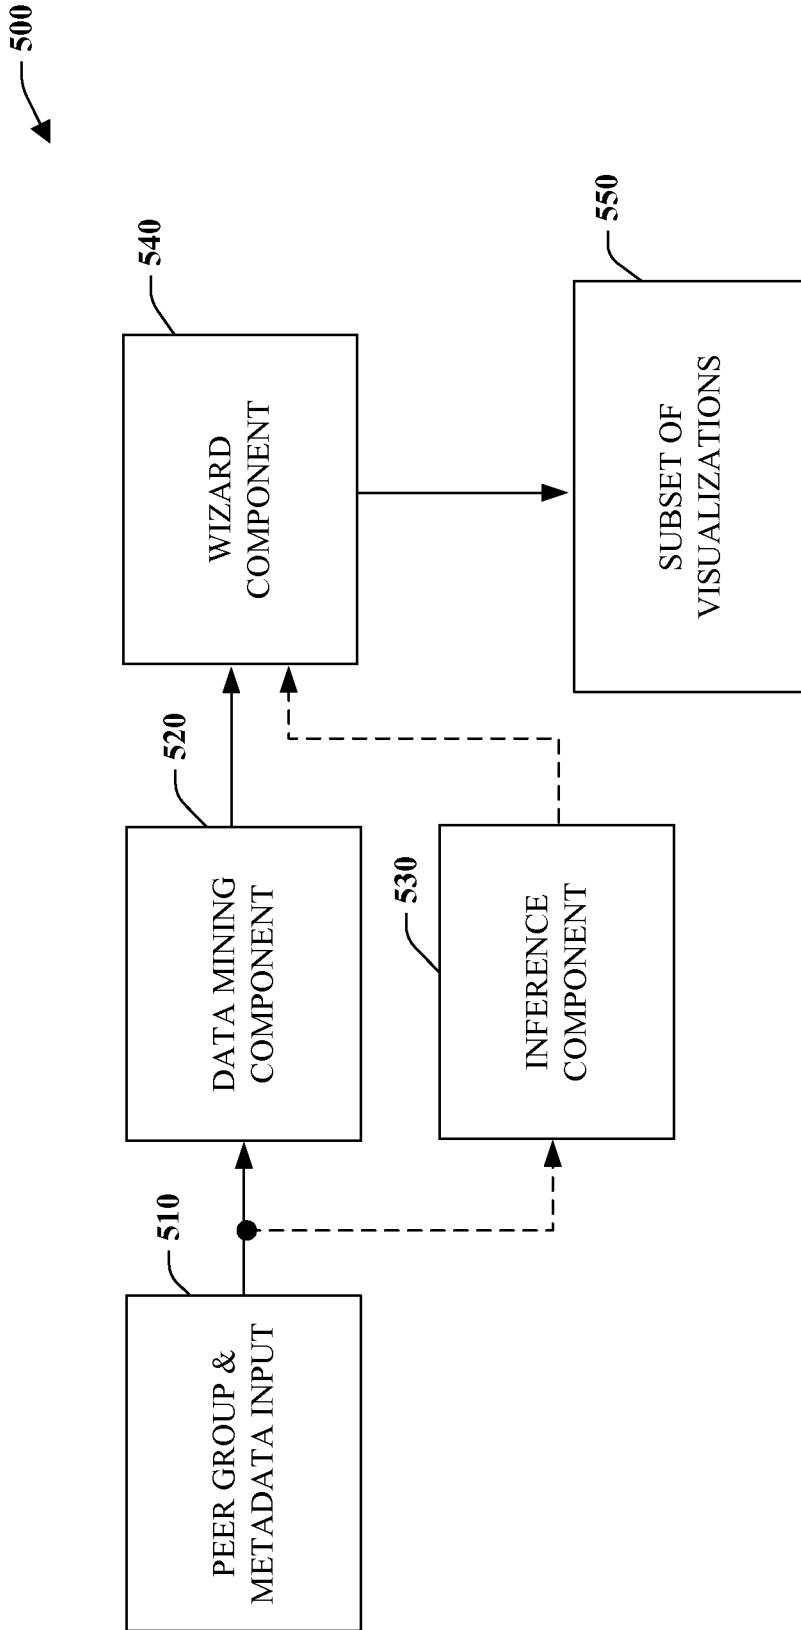 500
510
PEER GROUP &
METADATA INPUT
520
DATA MINING
COMPONENT
530
INFERENCE
COMPONENT
540
WIZARD
COMPONENT
550
SUBSET OF
VISUALIZATIONS